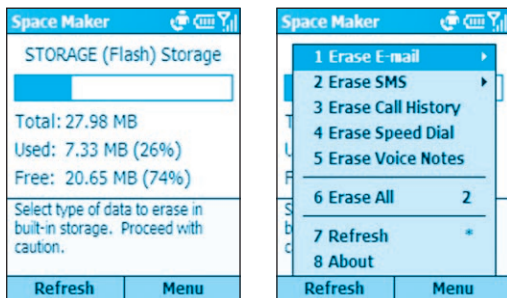 Space Maker
STORAGE (Flash) Storage
Total: 27.98 MB
Used: 7.33 MB (26%)
Free: 20.65 MB (74%)
Select type of data to erase in
built-in storage. Proceed with
caution.
Refresh Menu
Space Maker
1 Erase E-mail
2 Erase SMS
3 Erase Call History
4 Erase Speed Dial
5 Erase Voice Notes
6 Erase All 2
7 Refresh *
8 About
Refresh Menu